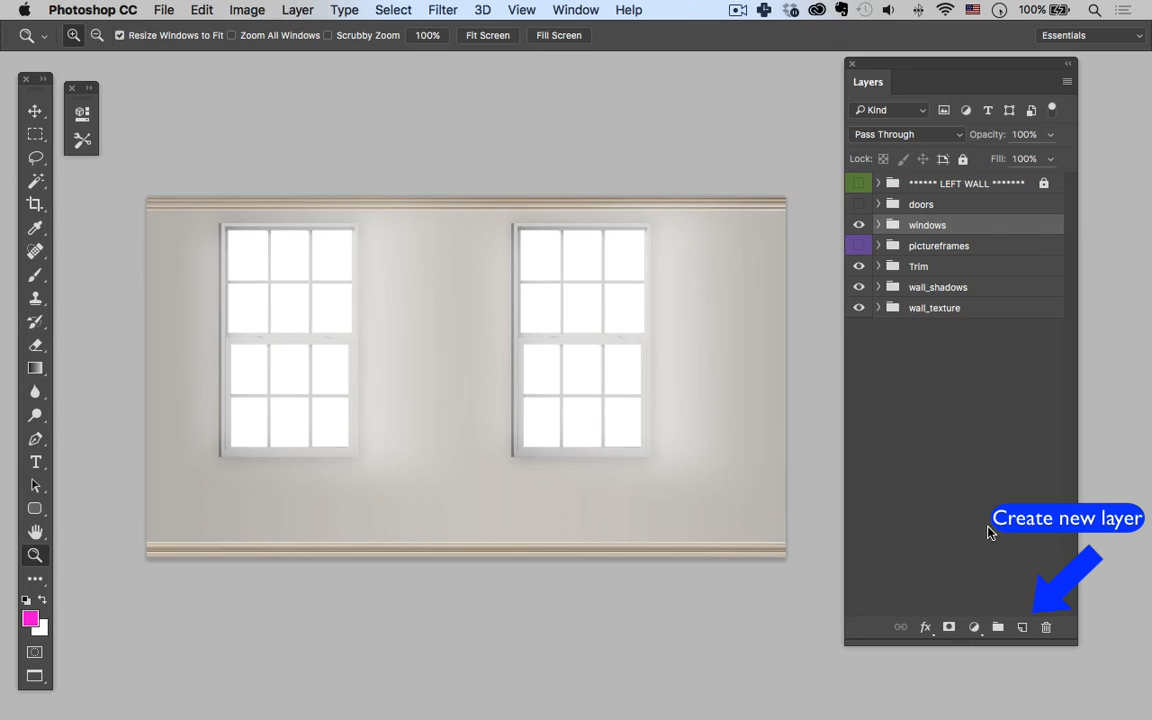 Photoshop CC File Edit Image Layer Type Select Filter 3D View Window Help 100%
Resize Windows to Fit Zoom All Windows Scrubby Zoom 100% Fit Screen Fill Screen Essentials
Layers
Kind
Pass Through Opacity: 100%
Lock: Fill: 100%
****** LEFT WALL *******
doors
windows
pictureframes
Trim
wall_shadows
wall_texture
Create new layer
fx